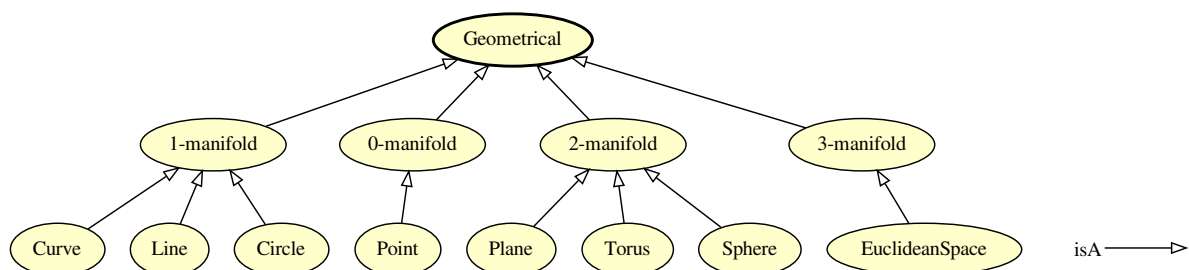 Geometrical
1-manifold 0-manifold 2-manifold 3-manifold
Curve Line Circle Point Plane Torus Sphere EuclideanSpace isA